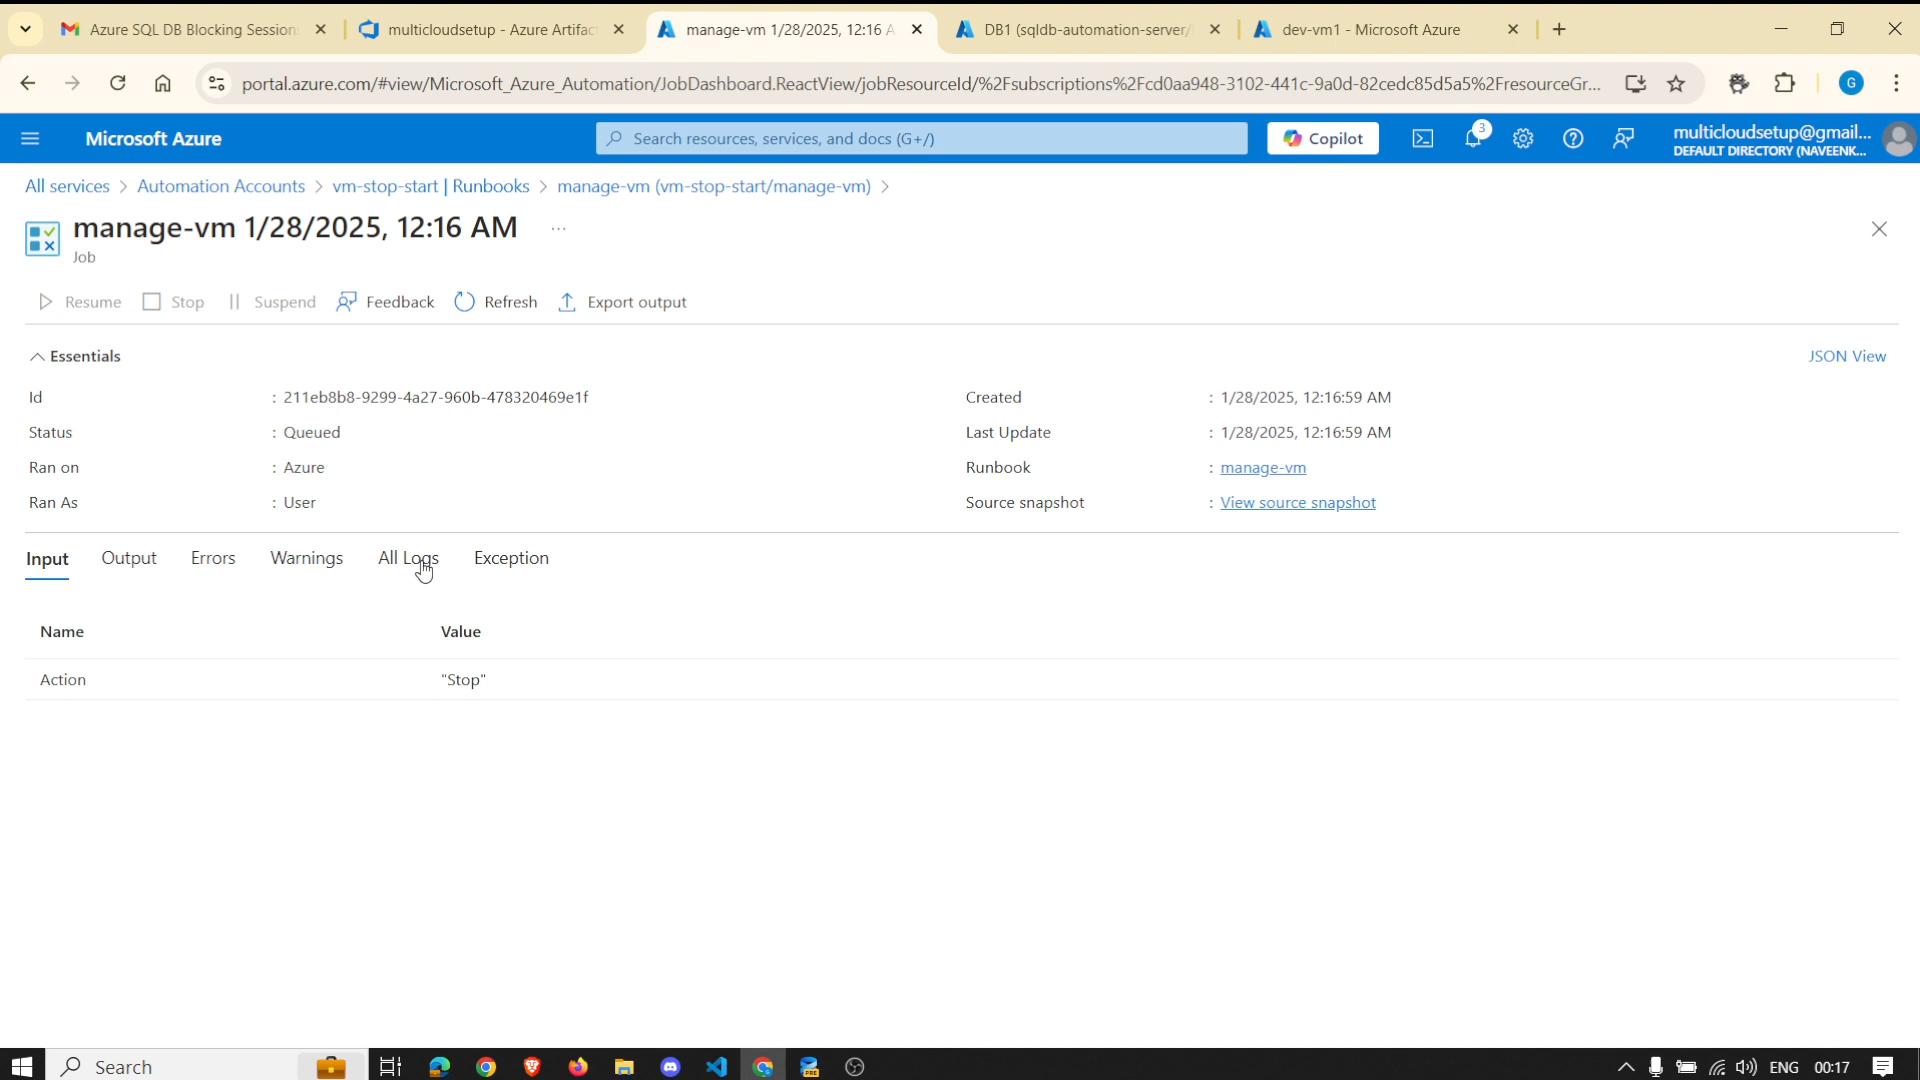 Azure SQL DB Blocking Session
multicloudsetup - Azure Artifac
manage-vm 1/28/2025, 12:16 A
DB1 (sqldb-automation-server/
dev-vm1 - Microsoft Azure
portal.azure.com/#view/Microsoft_Azure_Automation/JobDashboard.ReactView/jobResourceId/%2Fsubscriptions%2Fcd0aa948-3102-441c-9a0d-82cedc85d5a5%2FresourceGr...
G
Microsoft Azure
Search resources, services, and docs (G+/)
Copilot
3
multicloudsetup@gmail....
DEFAULT DIRECTORY (NAVEENK...
All services > Automation Accounts > vm-stop-start | Runbooks > manage-vm (vm-stop-start/manage-vm) >
manage-vm 1/28/2025, 12:16 AM ...
Job
Resume Stop Suspend Feedback Refresh Export output
Essentials
JSON View
Id : 211eb8b8-9299-4a27-960b-478320469e1f
Created : 1/28/2025, 12:16:59 AM
Status : Queued
Last Update : 1/28/2025, 12:16:59 AM
Ran on : Azure
Runbook : manage-vm
Ran As : User
Source snapshot : View source snapshot
Input Output Errors Warnings All Logs Exception
Name Value
Action "Stop"
Search
PRE
ENG 00:17